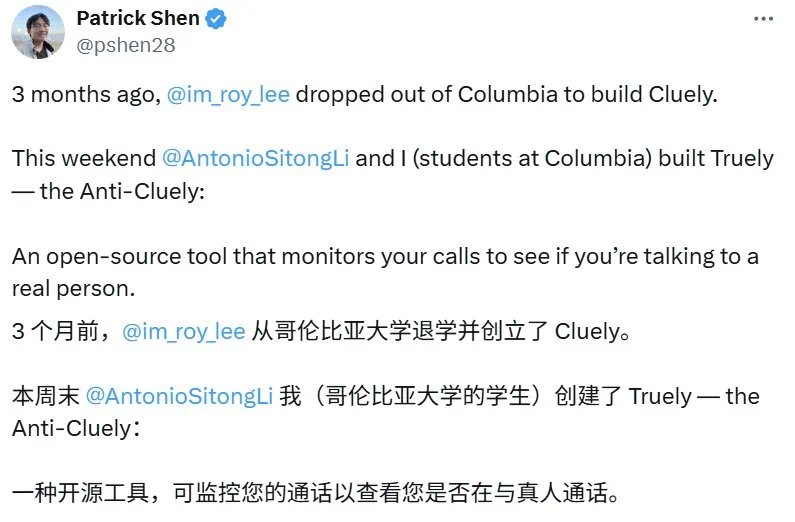 Patrick Shen
@pshen28
3 months ago, @im_roy_lee dropped out of Columbia to build Cluely.
This weekend @AntonioSitongLi and I (students at Columbia) built Truely
— the Anti-Cluely:
An open-source tool that monitors your calls to see if you’re talking to a
real person.
3 个月前，@im_roy_lee 从哥伦比亚大学退学并创立了 Cluely。
本周末 @AntonioSitongLi 我（哥伦比亚大学的学生）创建了 Truely — the
Anti-Cluely：
一种开源工具，可监控您的通话以查看您是否在与真人通话。